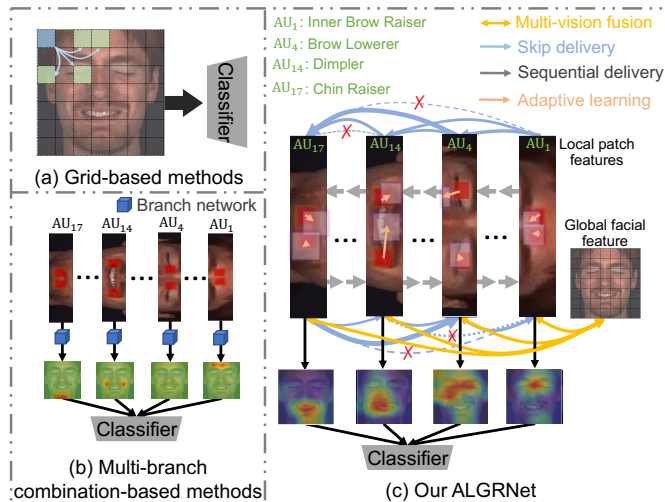 Classifier
(a) Grid-based methods
Branch network
AU17
AU14
AU4
AU1
Classifier
(b) Multi-branch
combination-based methods
AU1: Inner Brow Raiser
AU4: Brow Lowerer
AU14: Dimpler
AU17: Chin Raiser
Multi-vision fusion
Skip delivery
Sequential delivery
Adaptive learning
AU17
AU14
AU4
AU1
Local patch
features
Global facial
feature
Classifier
(c) Our ALGRNet